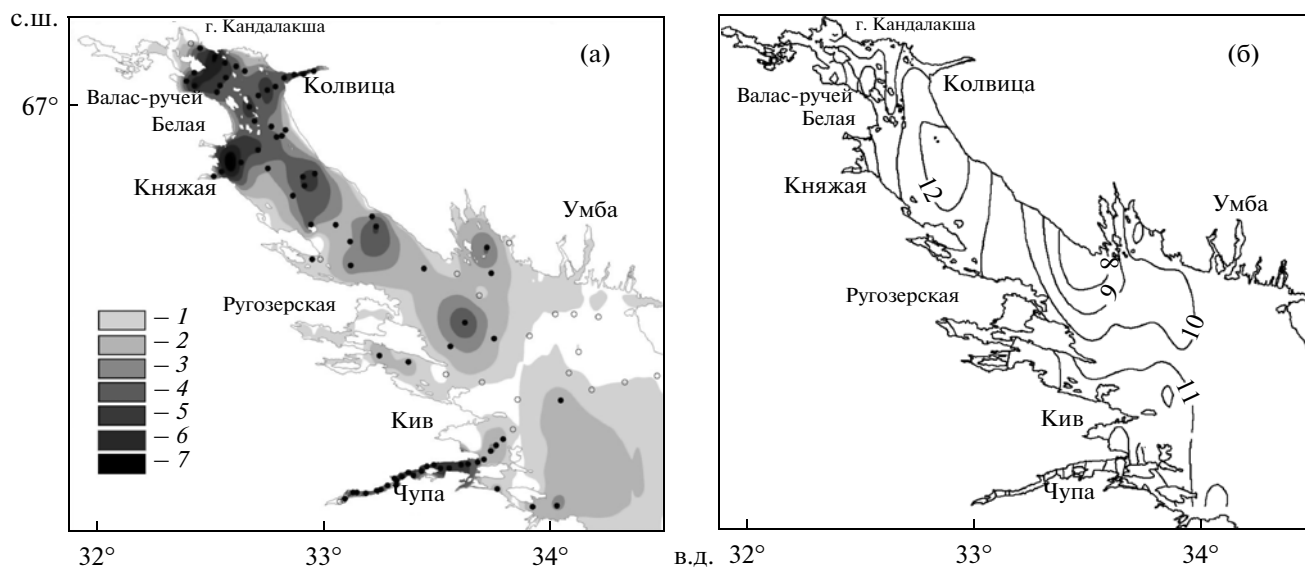 с.ш.
г. Кандалакша
(а)
Колвица
67°
Валас-ручей
Белая
Княжая
Умба
Ругозерская
– 1
– 2
– 3
– 4
– 5
– 6
– 7
Кив
Чупа
32°
33°
34°
в.д.
г. Кандалакша
(б)
Колвица
Валас-ручей
Белая
Княжая
12
Умба
8
9
Ругозерская
10
11
Кив
Чупа
32°
33°
34°